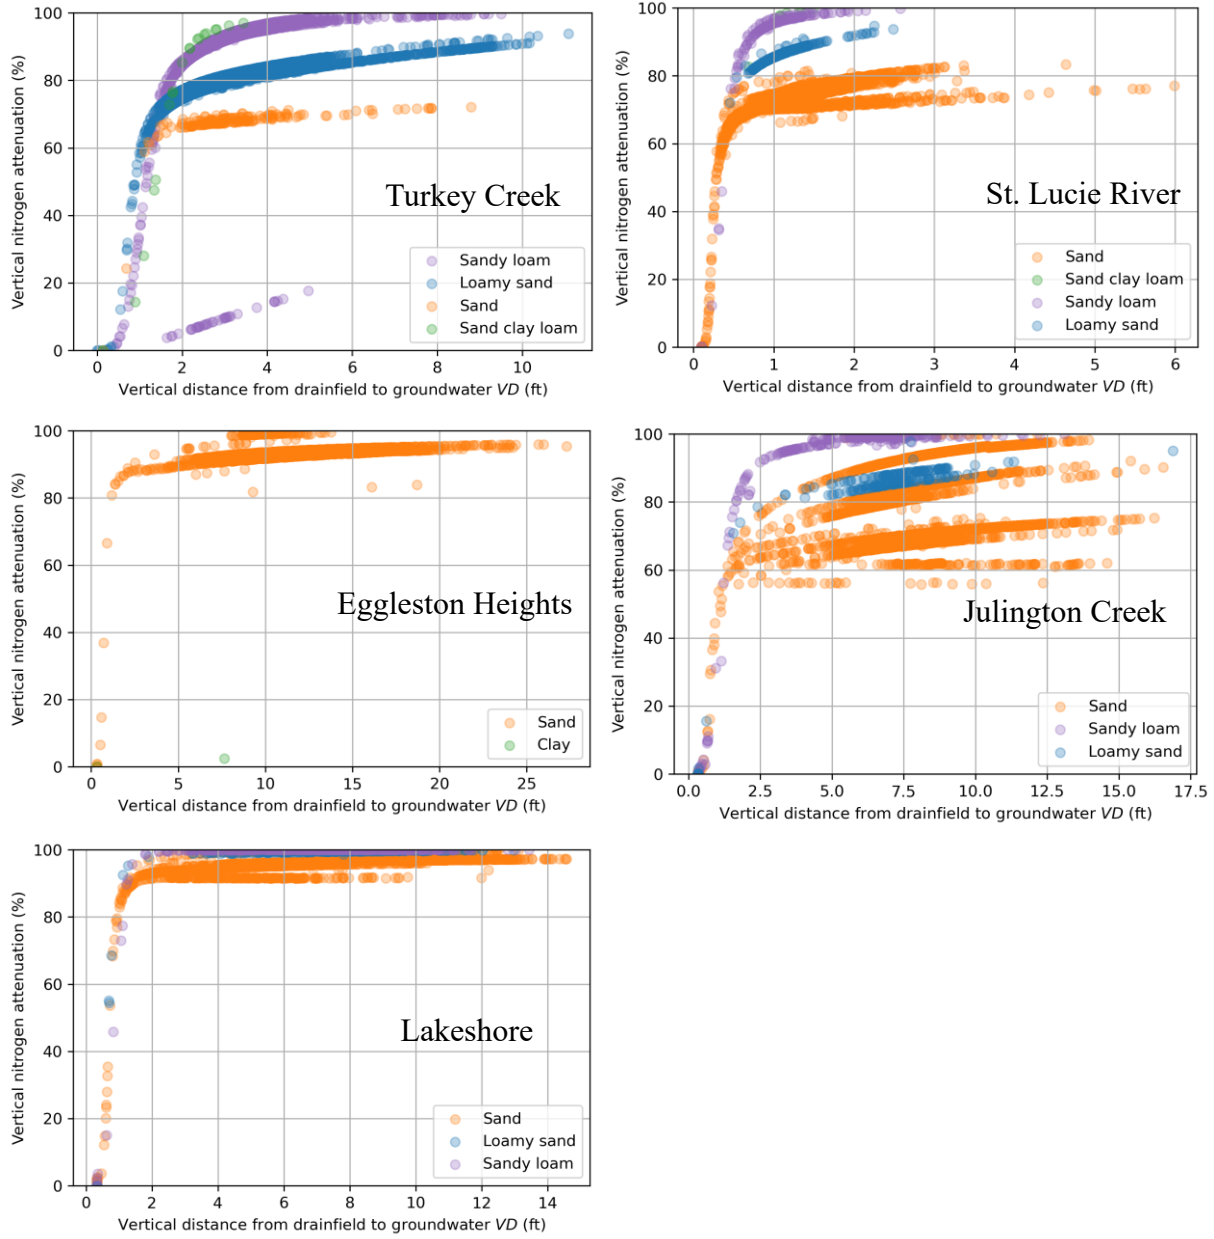 100
80
60
40
20
0
Vertical nitrogen attenuation (%)
Turkey Creek
Sandy loam
Loamy sand
Sand
Sand clay loam
0 2 4 6 8 10
Vertical distance from drainfield to groundwater VD (ft)
100
80
60
40
20
0
Vertical nitrogen attenuation (%)
St. Lucie River
Sand
Sand clay loam
Sandy loam
Loamy sand
0 1 2 3 4 5 6
Vertical distance from drainfield to groundwater VD (ft)
100
80
60
40
20
0
Vertical nitrogen attenuation (%)
Eggleston Heights
Sand
Clay
0 5 10 15 20 25
Vertical distance from drainfield to groundwater VD (ft)
100
80
60
40
20
0
Vertical nitrogen attenuation (%)
Julington Creek
Sand
Sandy loam
Loamy sand
0.0 2.5 5.0 7.5 10.0 12.5 15.0 17.5
Vertical distance from drainfield to groundwater VD (ft)
100
80
60
40
20
0
Vertical nitrogen attenuation (%)
Lakeshore
Sand
Loamy sand
Sandy loam
0 2 4 6 8 10 12 14
Vertical distance from drainfield to groundwater VD (ft)